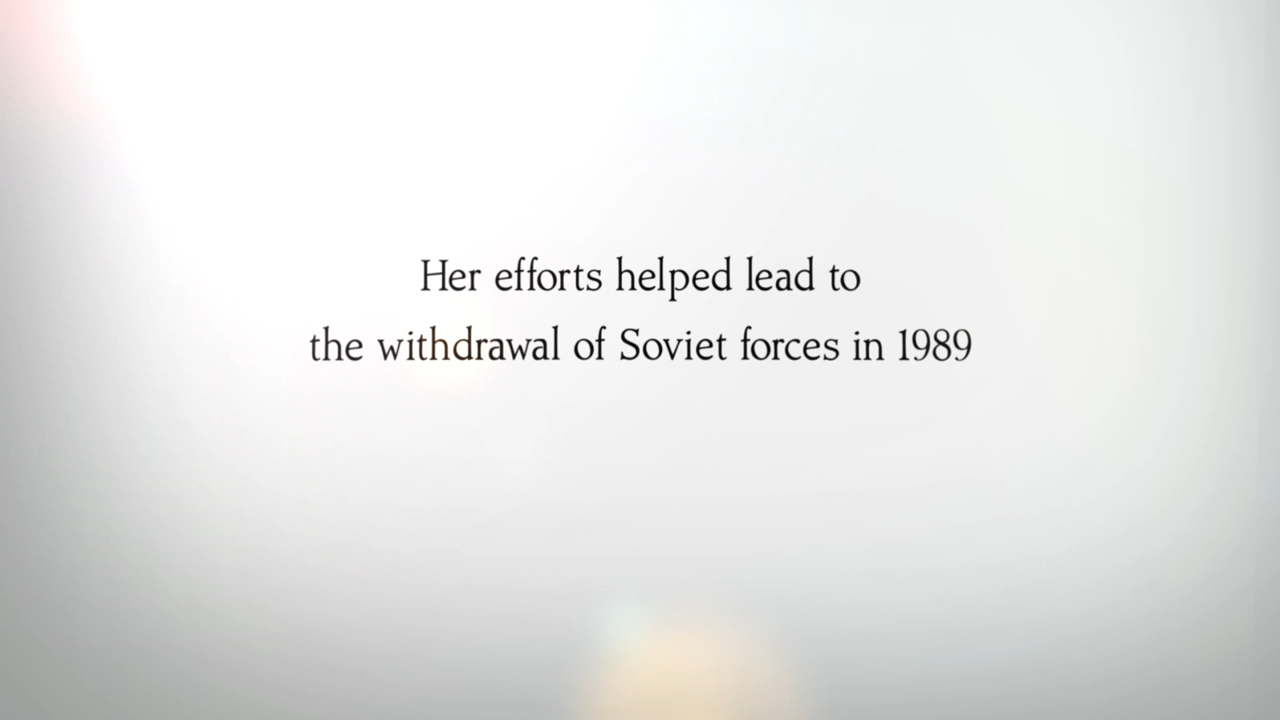 Her efforts helped lead to
the withdrawal of Soviet forces in 1989